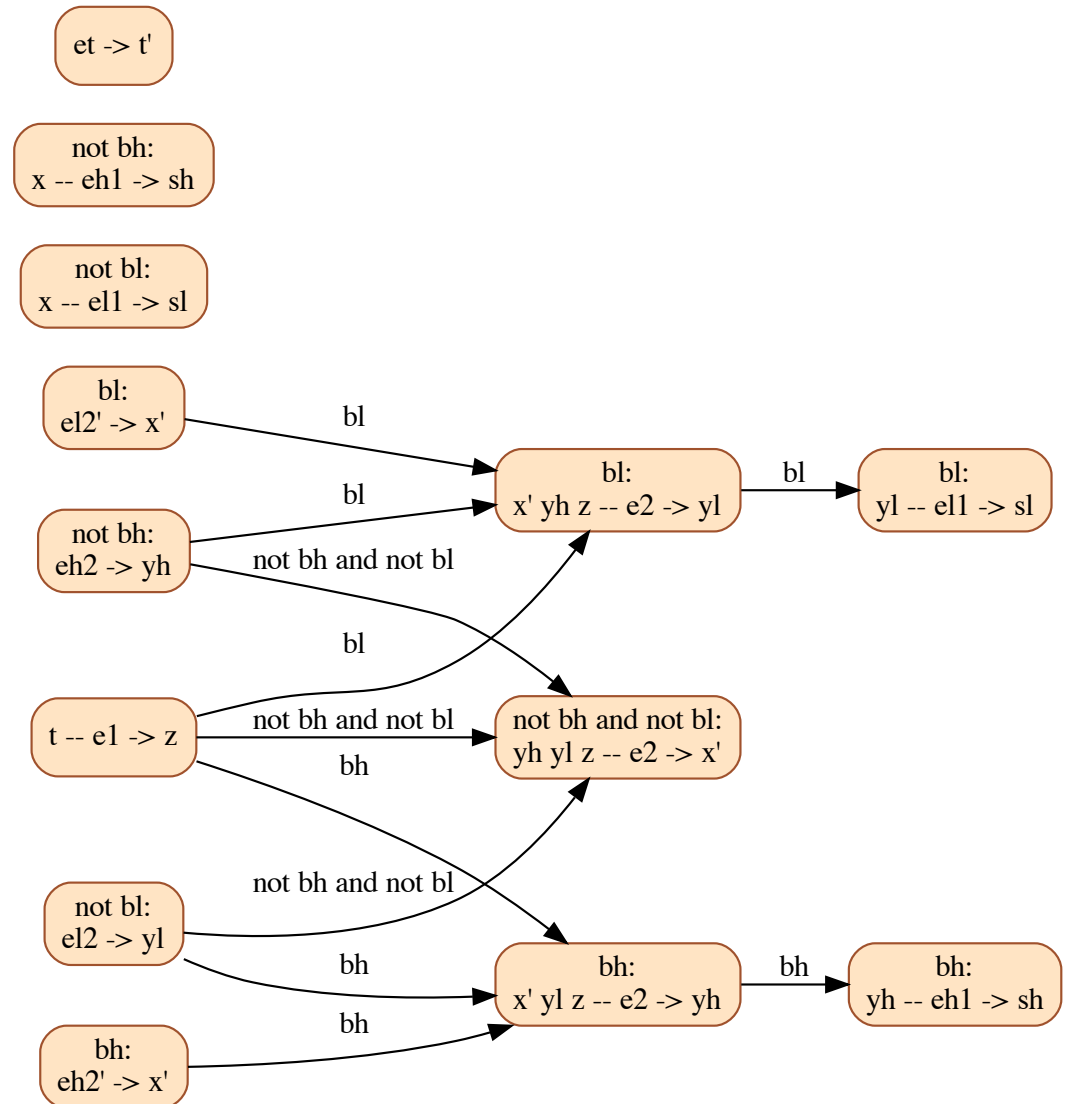 et -> t'
not bh:
x -- eh1 -> sh
not bl:
x -- el1 -> sl
bl:
el2' -> x'
bl
bl:
x' yh z -- e2 -> yl
bl
bl:
yl -- el1 -> sl
bl
not bh:
eh2 -> yh
not bh and not bl
bl
t -- e1 -> z
not bh and not bl
bh
not bh and not bl:
yh yl z -- e2 -> x'
not bh and not bl
not bl:
el2 -> yl
bh
bh:
x' yl z -- e2 -> yh
bh
bh:
yh -- eh1 -> sh
bh
bh:
eh2' -> x'